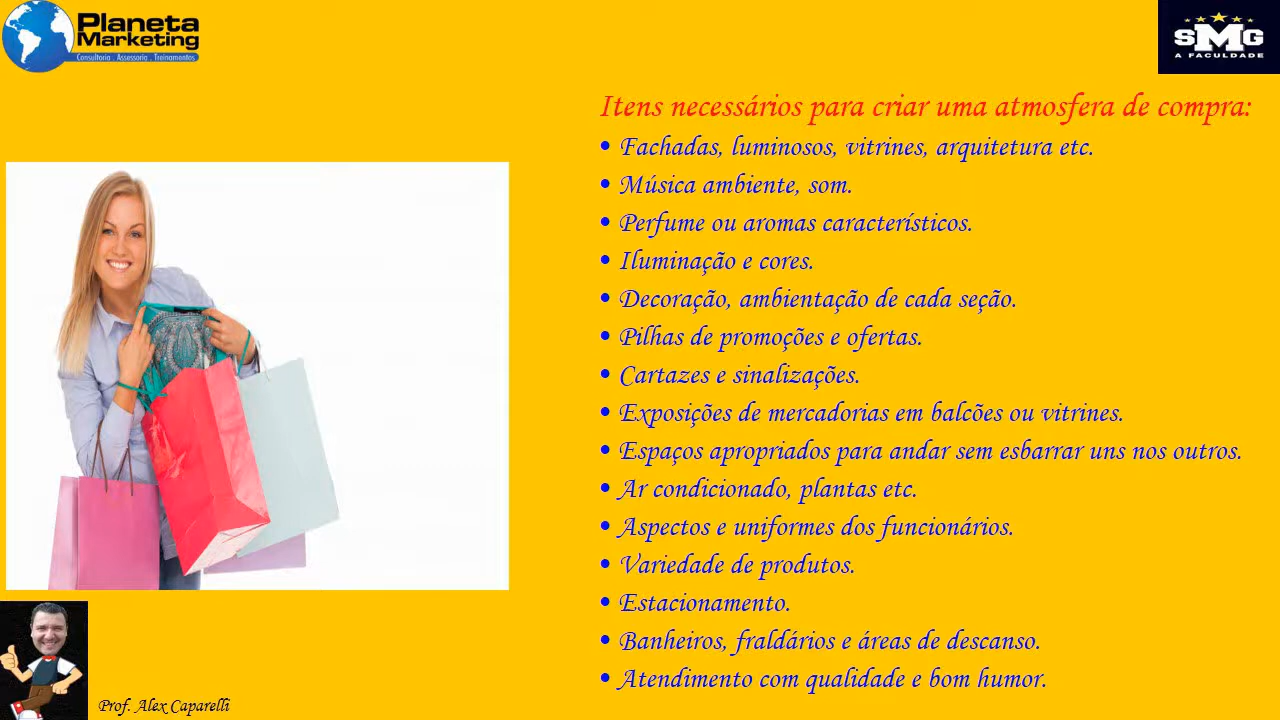 Planeta
Marketing
Consultoria . Assessoria . Treinamentos
SMG
A FACULDADE
Itens necessários para criar uma atmosfera de compra:
• Fachadas, luminosos, vitrines, arquitetura etc.
• Música ambiente, som.
• Perfume ou aromas característicos.
• Iluminação e cores.
• Decoração, ambientação de cada seção.
• Pilhas de promoções e ofertas.
• Cartazes e sinalizações.
• Exposições de mercadorias em balcões ou vitrines.
• Espaços apropriados para andar sem esbarrar uns nos outros.
• Ar condicionado, plantas etc.
• Aspectos e uniformes dos funcionários.
• Variedade de produtos.
• Estacionamento.
• Banheiros, fraldários e áreas de descanso.
• Atendimento com qualidade e bom humor.
Prof. Alex Caparelli